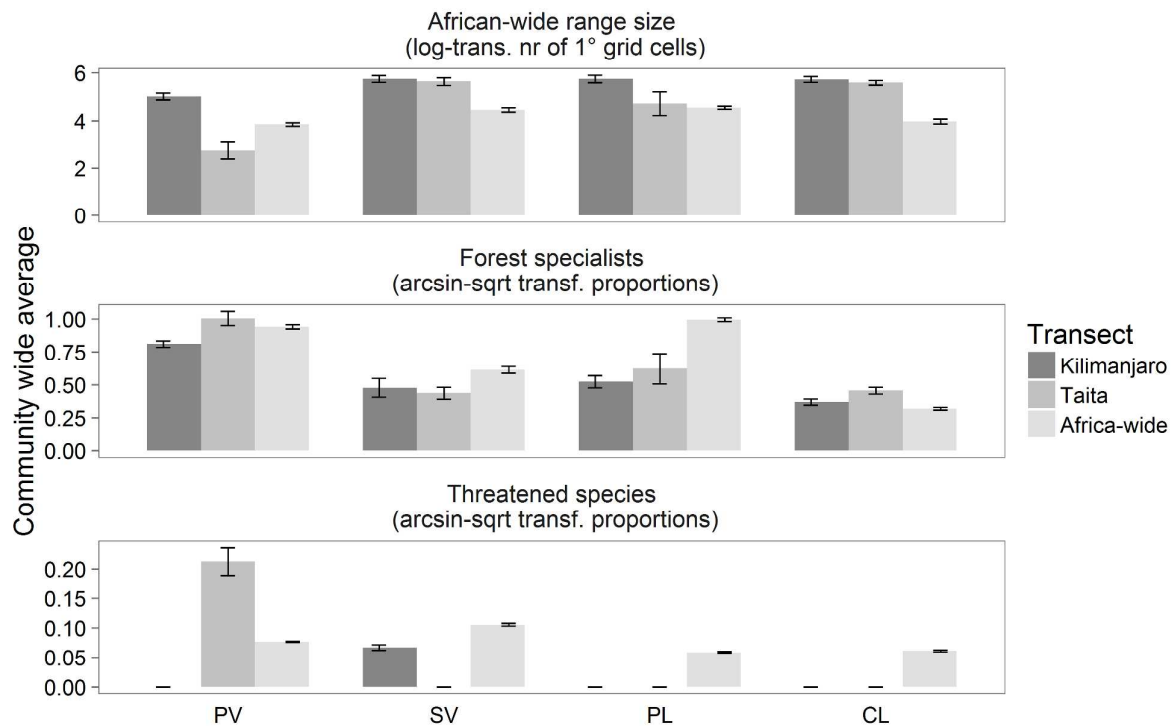 African-wide range size
(log-trans. nr of 1° grid cells)
6
4
2
0
Forest specialists
(arcsin-sqrt transf. proportions)
1.00
0.75
0.50
0.25
0.00
Threatened species
(arcsin-sqrt transf. proportions)
0.20
0.15
0.10
0.05
0.00
PV SV PL CL
Community wide average
Transect
Kilimanjaro
Taita
Africa-wide